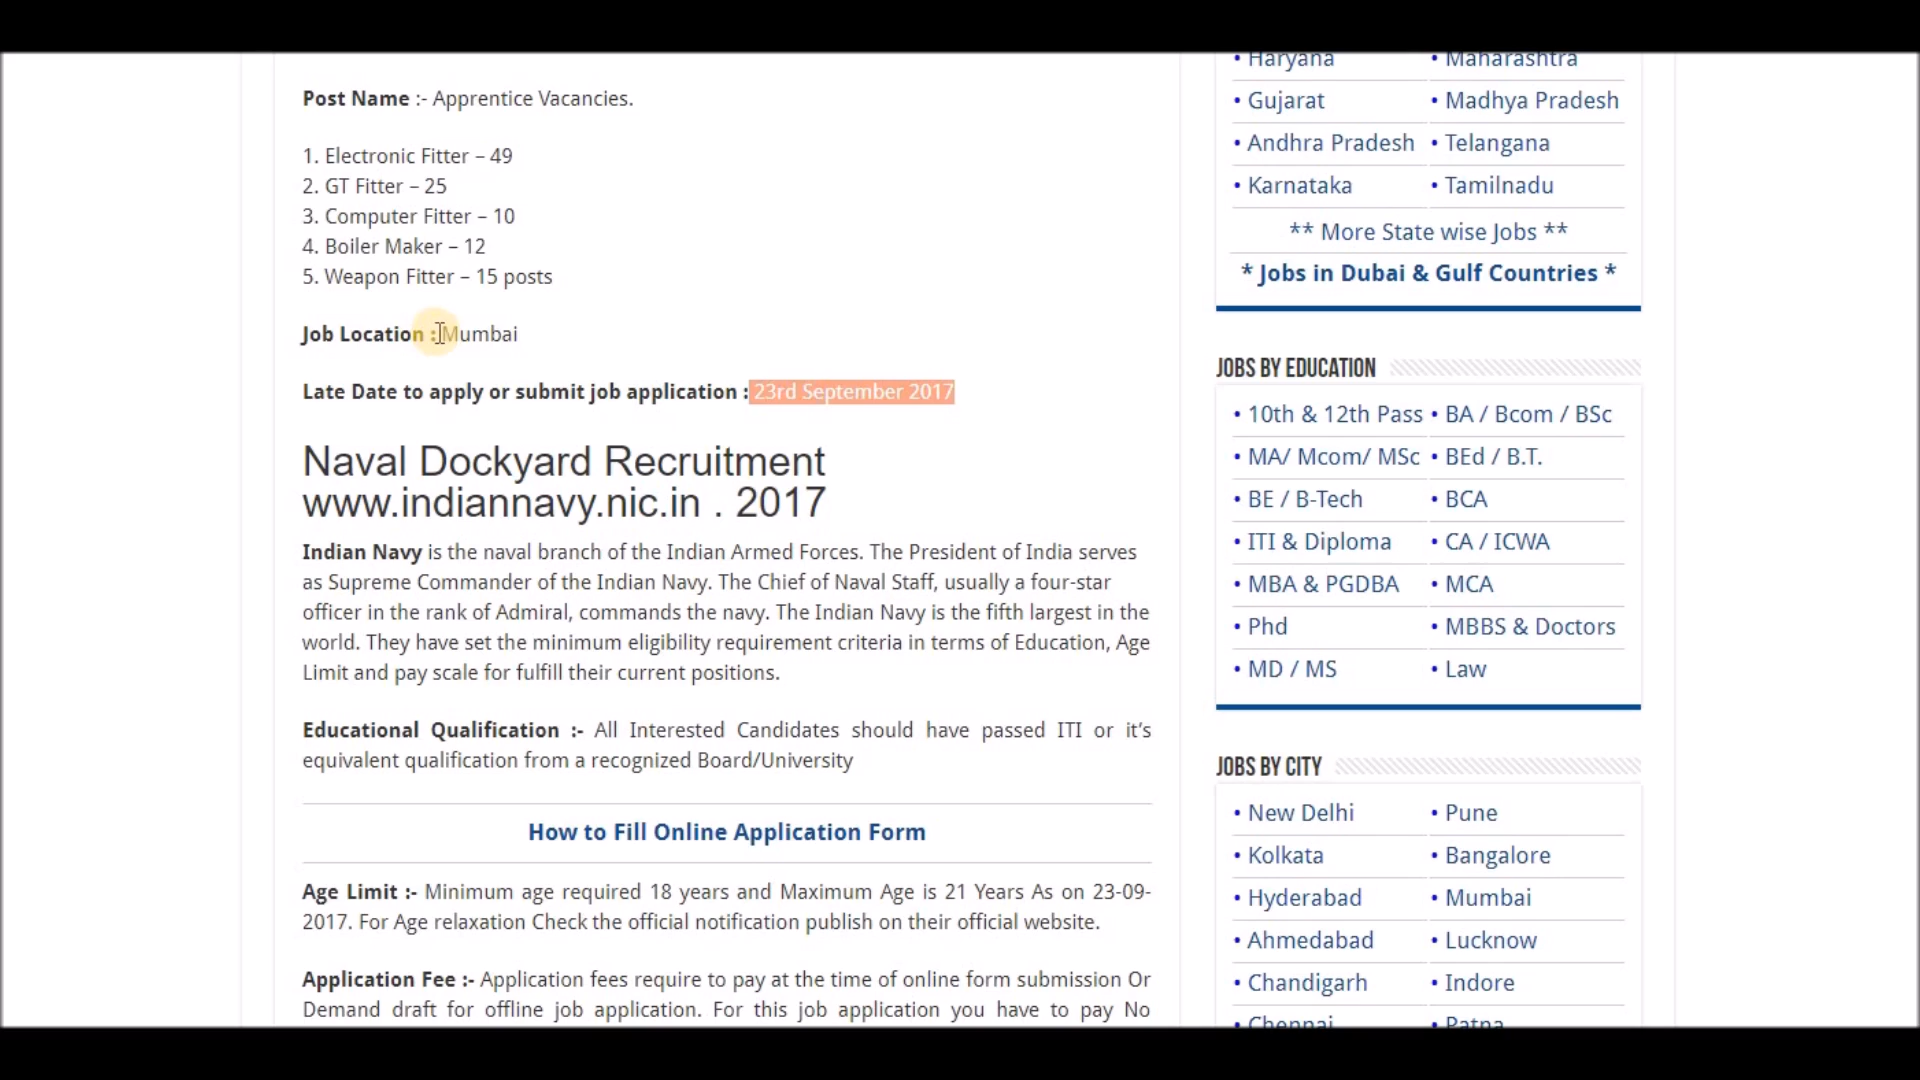 Post Name :- Apprentice Vacancies.
1. Electronic Fitter – 49
2. GT Fitter – 25
3. Computer Fitter – 10
4. Boiler Maker – 12
5. Weapon Fitter – 15 posts
Job Location : Mumbai
Late Date to apply or submit job application : 23rd September 2017
Naval Dockyard Recruitment
www.indiannavy.nic.in . 2017
Indian Navy is the naval branch of the Indian Armed Forces. The President of India serves
as Supreme Commander of the Indian Navy. The Chief of Naval Staff, usually a four-star
officer in the rank of Admiral, commands the navy. The Indian Navy is the fifth largest in the
world. They have set the minimum eligibility requirement criteria in terms of Education, Age
Limit and pay scale for fulfill their current positions.
Educational Qualification :- All Interested Candidates should have passed ITI or it’s
equivalent qualification from a recognized Board/University
How to Fill Online Application Form
Age Limit :- Minimum age required 18 years and Maximum Age is 21 Years As on 23-09-
2017. For Age relaxation Check the official notification publish on their official website.
Application Fee :- Application fees require to pay at the time of online form submission Or
Demand draft for offline job application. For this job application you have to pay No
• Haryana • Maharashtra
• Gujarat • Madhya Pradesh
• Andhra Pradesh • Telangana
• Karnataka • Tamilnadu
** More State wise Jobs **
* Jobs in Dubai & Gulf Countries *
JOBS BY EDUCATION
• 10th & 12th Pass • BA / Bcom / BSc
• MA/ Mcom/ MSc • BEd / B.T.
• BE / B-Tech • BCA
• ITI & Diploma • CA / ICWA
• MBA & PGDBA • MCA
• Phd • MBBS & Doctors
• MD / MS • Law
JOBS BY CITY
• New Delhi • Pune
• Kolkata • Bangalore
• Hyderabad • Mumbai
• Ahmedabad • Lucknow
• Chandigarh • Indore
• Chennai • Patna